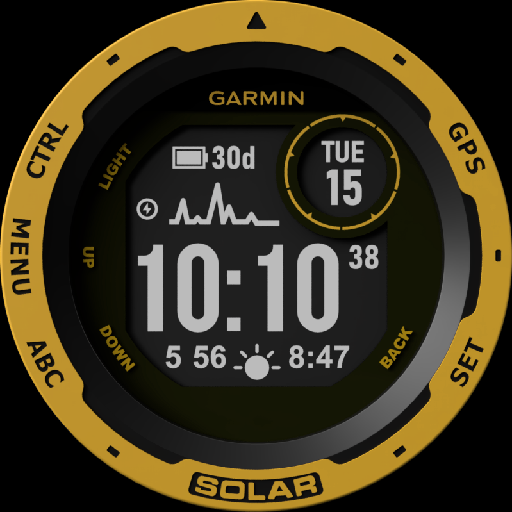 GARMIN
CTRL
GPS
LIGHT
30d
TUE
15
MENU
UP
10:10 38
DOWN
5 56 8:47
BACK
ABC
SET
SOLAR